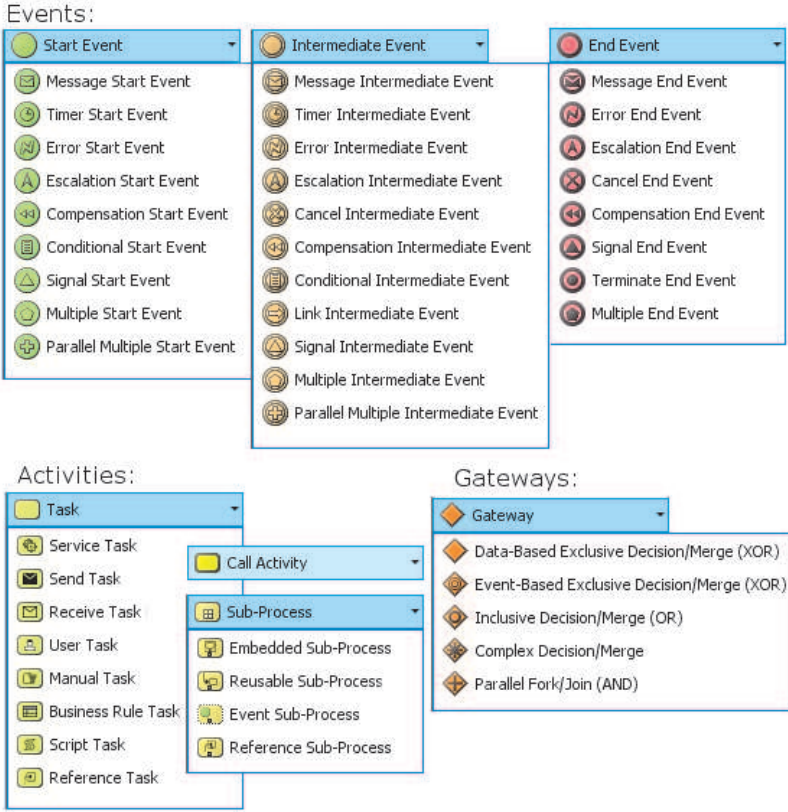 Events:
Start Event
Message Start Event
Timer Start Event
Error Start Event
Escalation Start Event
Compensation Start Event
Conditional Start Event
Signal Start Event
Multiple Start Event
Parallel Multiple Start Event
Intermediate Event
Message Intermediate Event
Timer Intermediate Event
Error Intermediate Event
Escalation Intermediate Event
Cancel Intermediate Event
Compensation Intermediate Event
Conditional Intermediate Event
Link Intermediate Event
Signal Intermediate Event
Multiple Intermediate Event
Parallel Multiple Intermediate Event
End Event
Message End Event
Error End Event
Escalation End Event
Cancel End Event
Compensation End Event
Signal End Event
Terminate End Event
Multiple End Event
Activities:
Task
Service Task
Send Task
Receive Task
User Task
Manual Task
Business Rule Task
Script Task
Reference Task
Call Activity
Sub-Process
Embedded Sub-Process
Reusable Sub-Process
Event Sub-Process
Reference Sub-Process
Gateways:
Gateway
Data-Based Exclusive Decision/Merge (XOR)
Event-Based Exclusive Decision/Merge (XOR)
Inclusive Decision/Merge (OR)
Complex Decision/Merge
Parallel Fork/Join (AND)